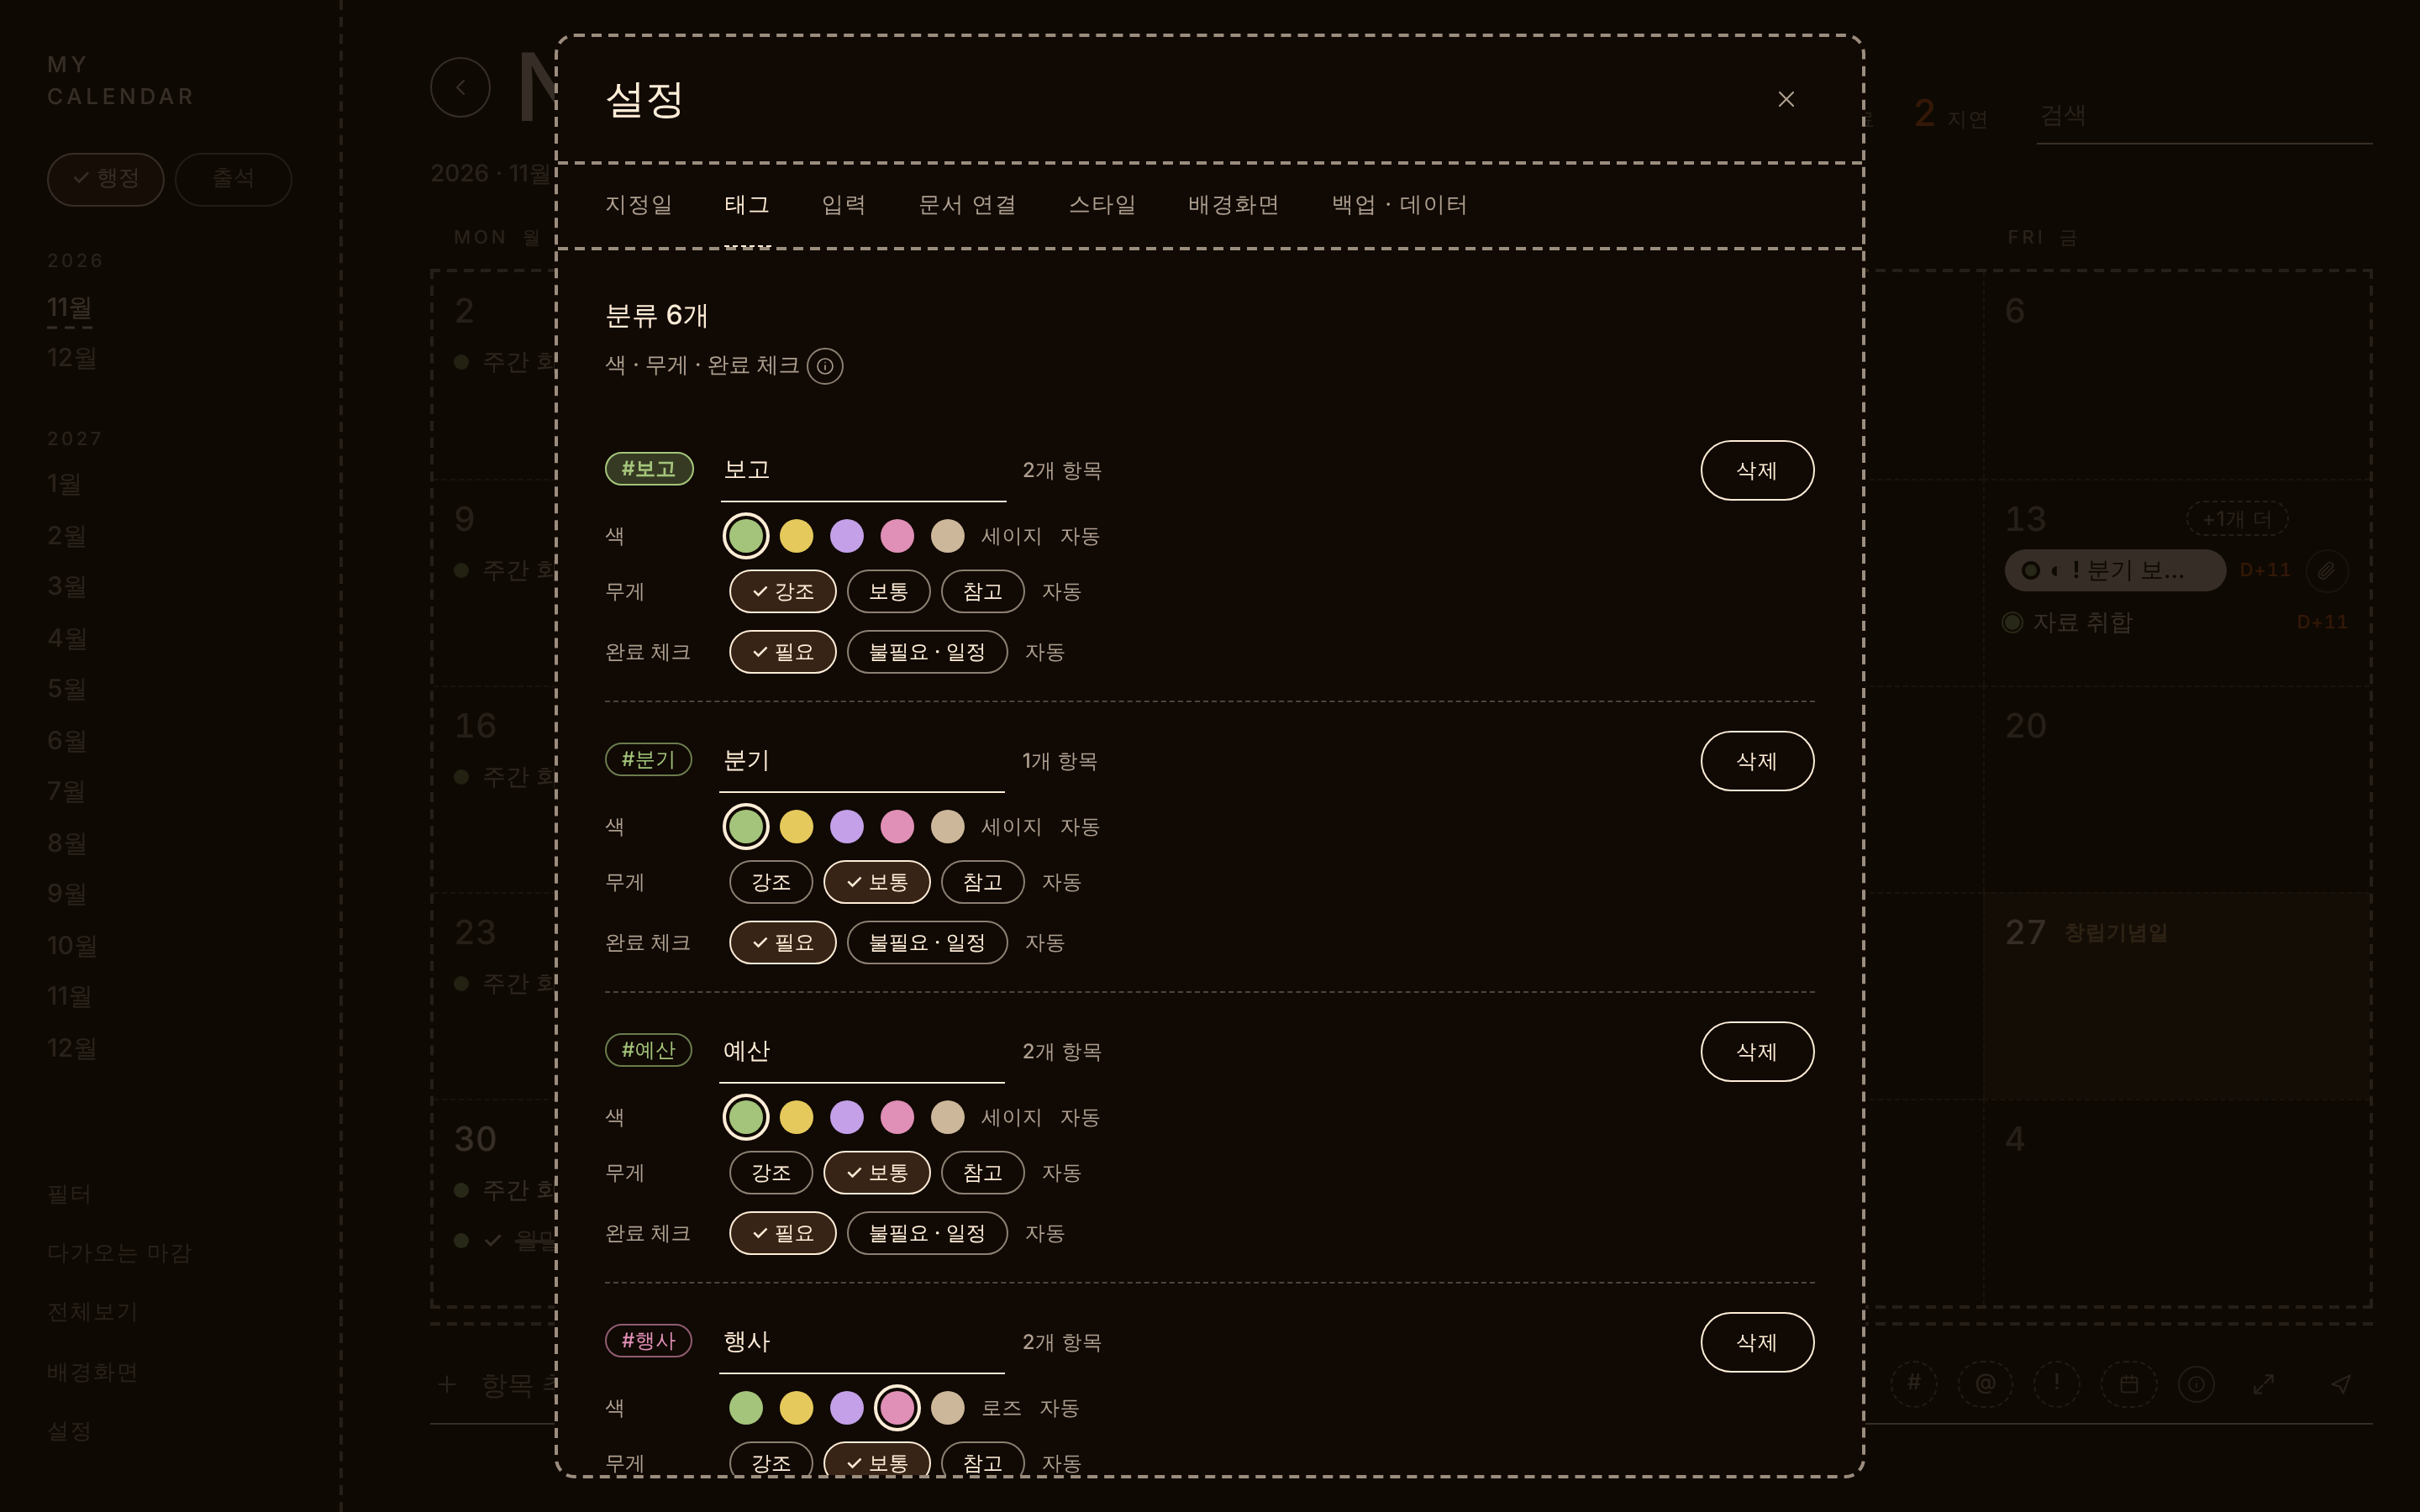 MY
CALENDAR
행정
출석
2026
11월
12월
2027
1월
2월
3월
4월
5월
6월
7월
8월
9월
10월
11월
12월
필터
다가오는 마감
전체보기
배경화면
설정
2026 · 11월
2 지연
검색
MON 월
FRI 금
2
주간
9
주간
16
주간
23
주간
30
주간
항목
6
13
+1개 더
! 분기 보...
D+11
자료 취합
D+11
20
27 창립기념일
4
#
@
!
설정
지정일
태그
입력
문서 연결
스타일
배경화면
백업 · 데이터
분류 6개
색 · 무게 · 완료 체크
#보고 보고 2개 항목 삭제
색 세이지 자동
무게 강조 보통 참고 자동
완료 체크 필요 불필요 · 일정 자동
#분기 분기 1개 항목 삭제
색 세이지 자동
무게 강조 보통 참고 자동
완료 체크 필요 불필요 · 일정 자동
#예산 예산 2개 항목 삭제
색 세이지 자동
무게 강조 보통 참고 자동
완료 체크 필요 불필요 · 일정 자동
#행사 행사 2개 항목 삭제
색 로즈 자동
무게 강조 보통 참고 자동